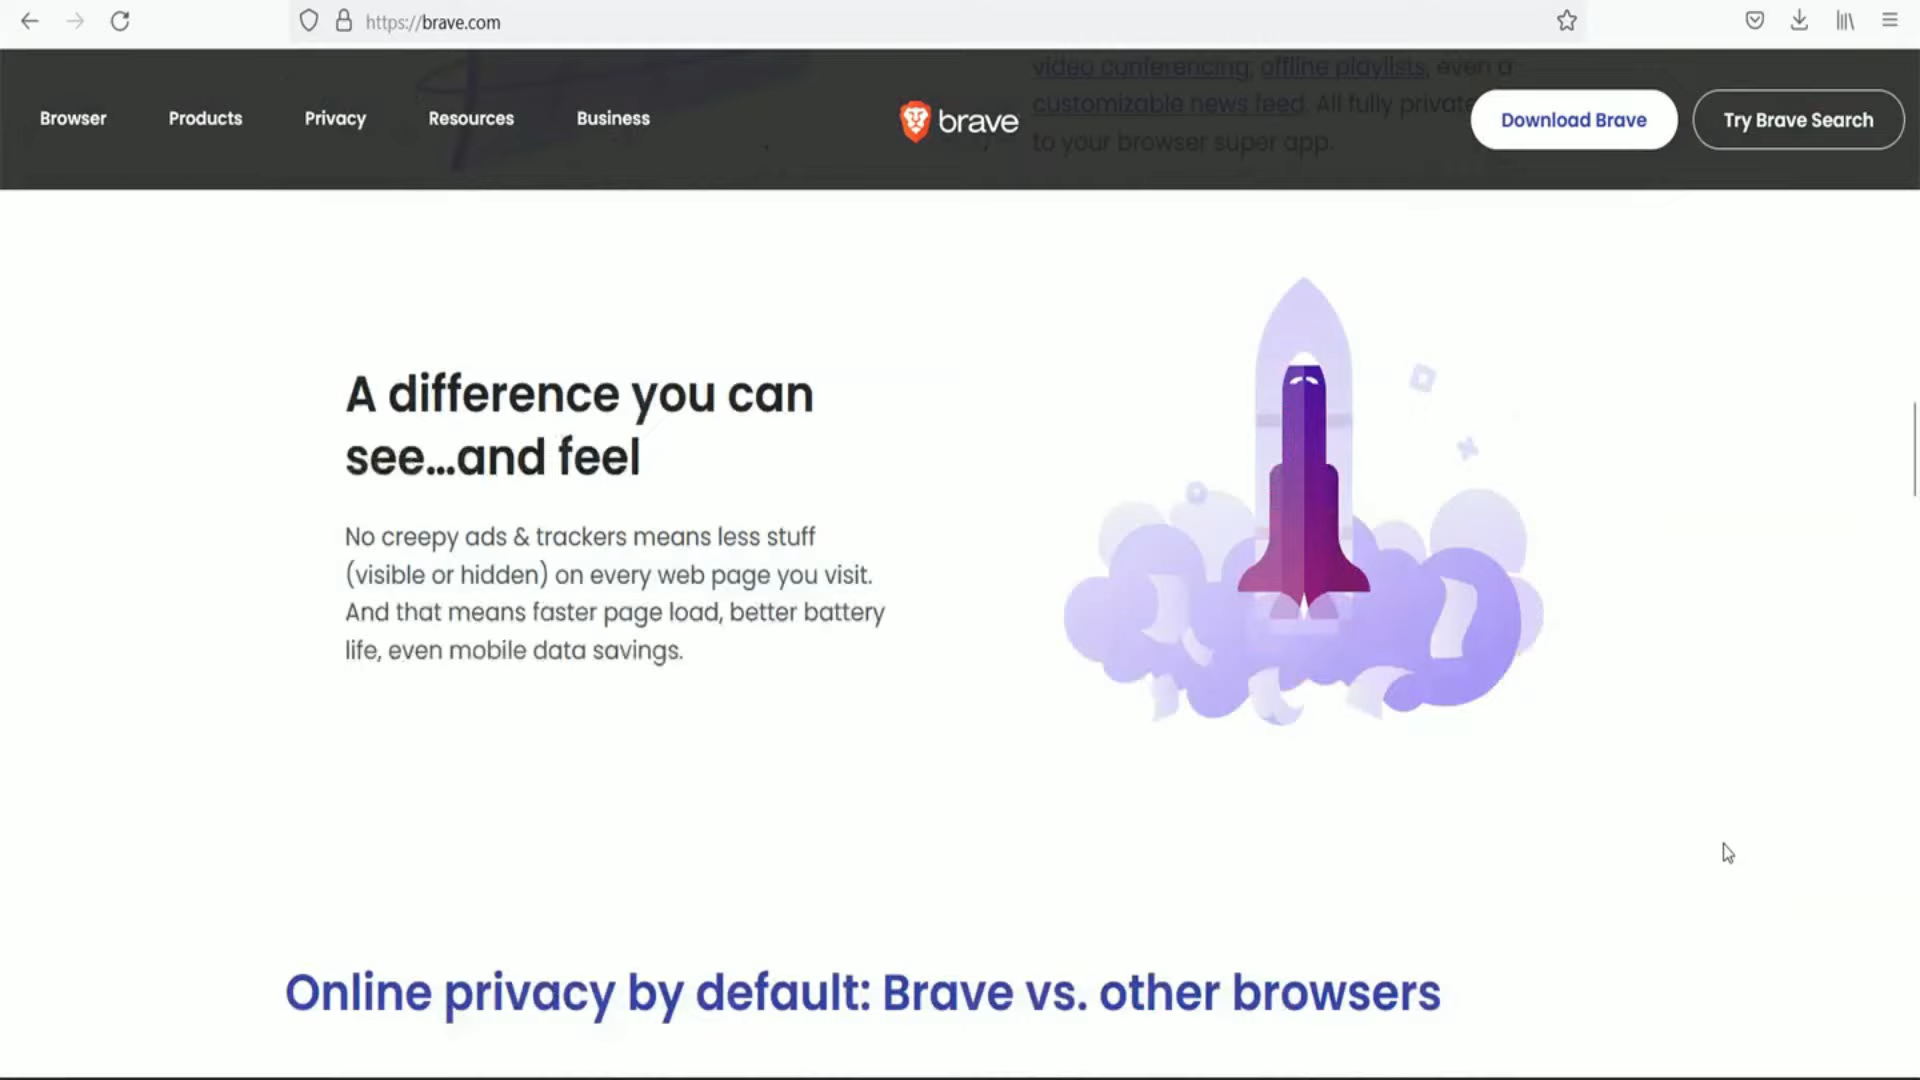 https://brave.com
video conferencing, offline playlists, even a
customizable news feed. All fully private
to your browser super app.
Browser
Products
Privacy
Resources
Business
brave
Download Brave
Try Brave Search
A difference you can
see...and feel
No creepy ads & trackers means less stuff
(visible or hidden) on every web page you visit.
And that means faster page load, better battery
life, even mobile data savings.
Online privacy by default: Brave vs. other browsers